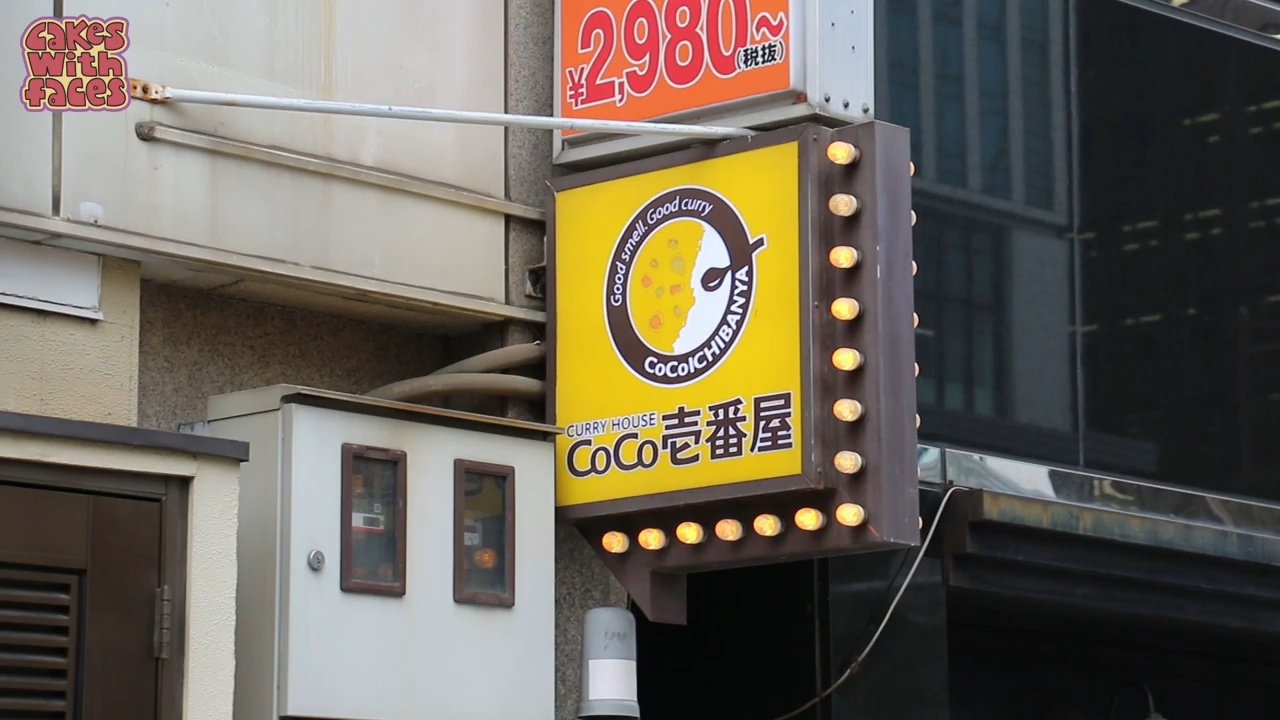 Cakes
With
faces
¥2,980~
(税抜)
Good smell. Good curry
CoCoICHIBANYA
CURRY HOUSE
CoCo壱番屋